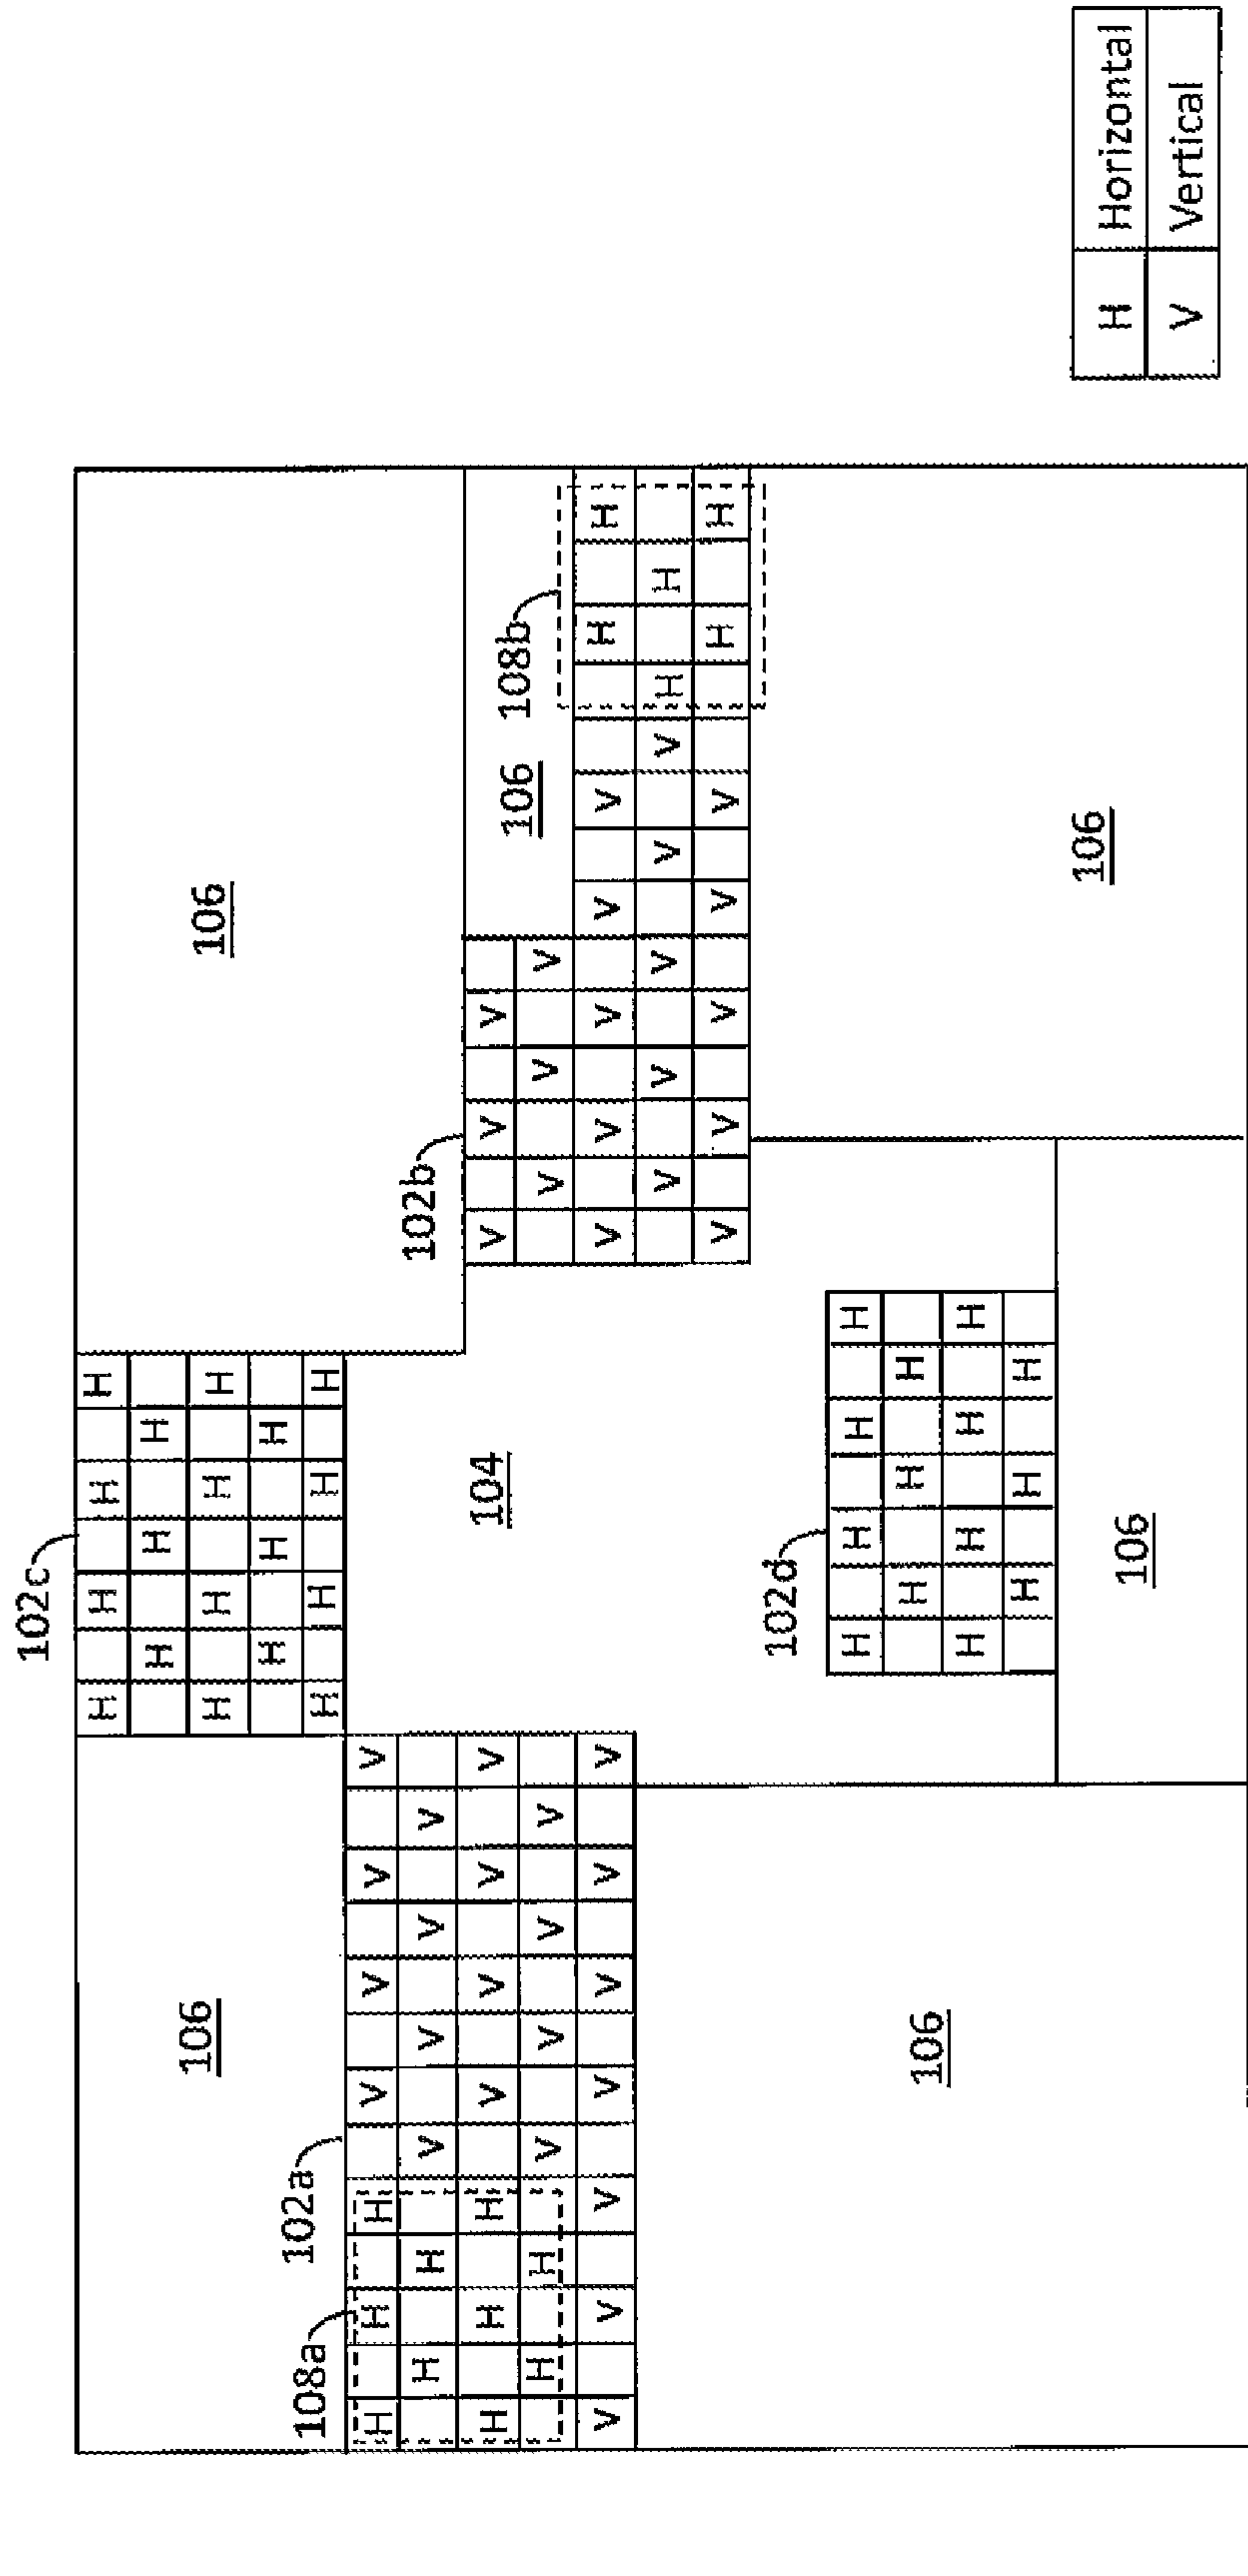 102c
H H H H
H H H
106
H H H H
106
H H H
H H H H
108a
102a
H H H V V V V
H H V V V V
102b
H H H V V V V
104
V V V
H H V V V V
V V V
106
108b
V V V V V V V
V V V V V H H
V V V V V H H
V V V V V H H
102d
H H H H
H H H
H H H H
H H H
106
106
106
H Horizontal
V Vertical